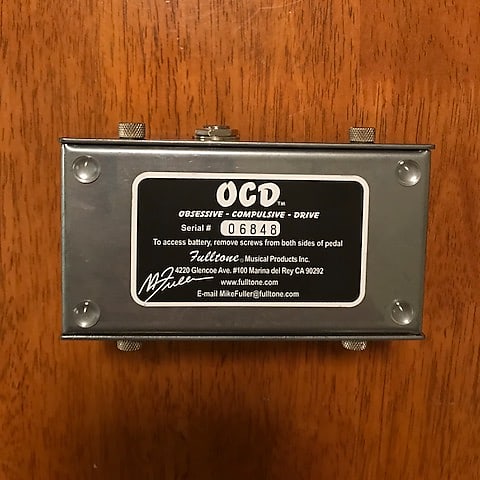 OCD™
OBSESSIVE - COMPULSIVE - DRIVE
Serial # 06848
To access battery, remove screws from both sides of pedal
Fulltone® Musical Products Inc.
4220 Glencoe Ave. #100 Marina del Rey CA 90292
www.fulltone.com
E-mail MikeFuller@fulltone.com
M Fuller